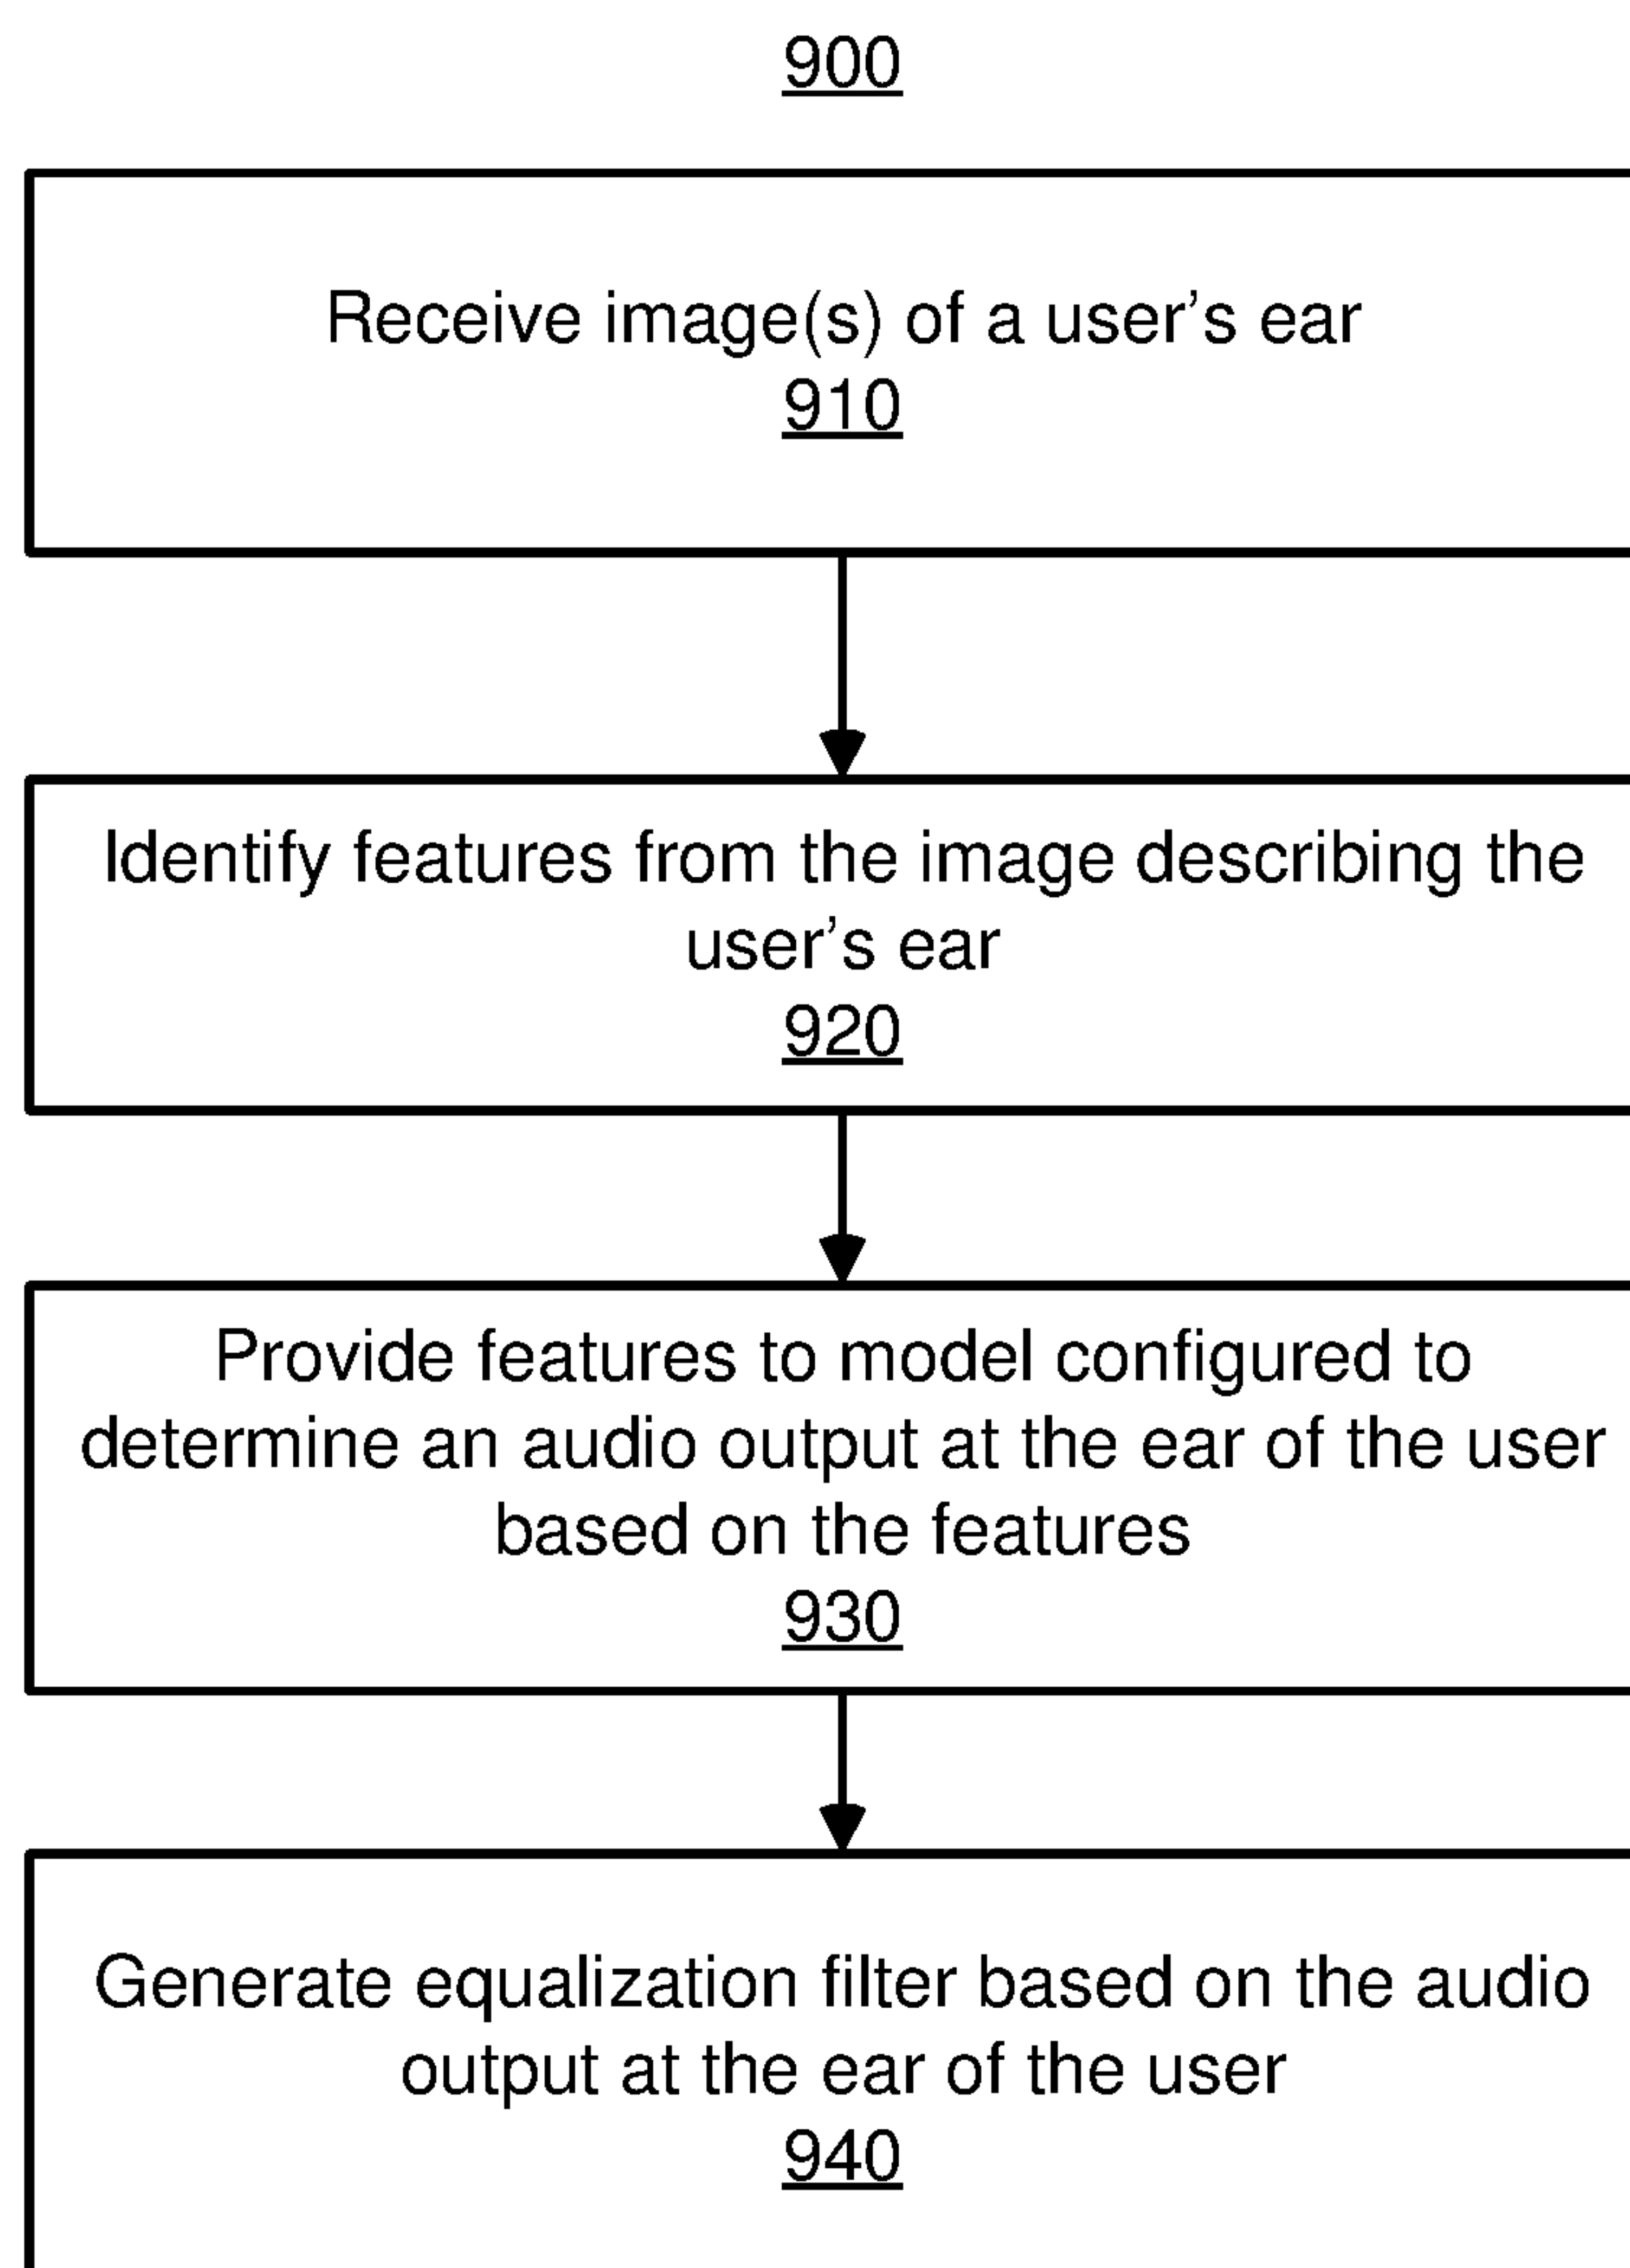 900
Receive image(s) of a user’s ear
910
Identify features from the image describing the
user’s ear
920
Provide features to model configured to
determine an audio output at the ear of the user
based on the features
930
Generate equalization filter based on the audio
output at the ear of the user
940